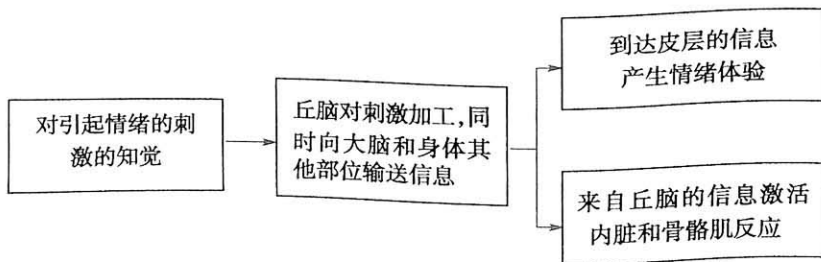 对引起情绪的刺
激的知觉
丘脑对刺激加工,同
时向大脑和身体其
他部位输送信息
到达皮层的信息
产生情绪体验
来自丘脑的信息激活
内脏和骨骼肌反应